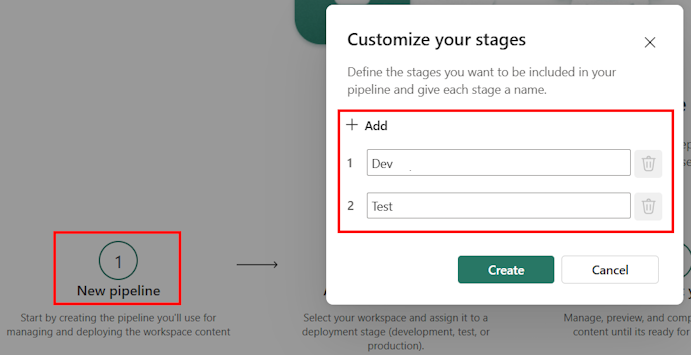 Customize your stages
Define the stages you want to be included in your
pipeline and give each stage a name.
+ Add
1 Dev
2 Test
Create Cancel
1
New pipeline
Start by creating the pipeline you'll use for
managing and deploying the workspace content
Select your workspace and assign it to a
deployment stage (development, test, or
production).
Manage, preview, and comp
content until its ready for